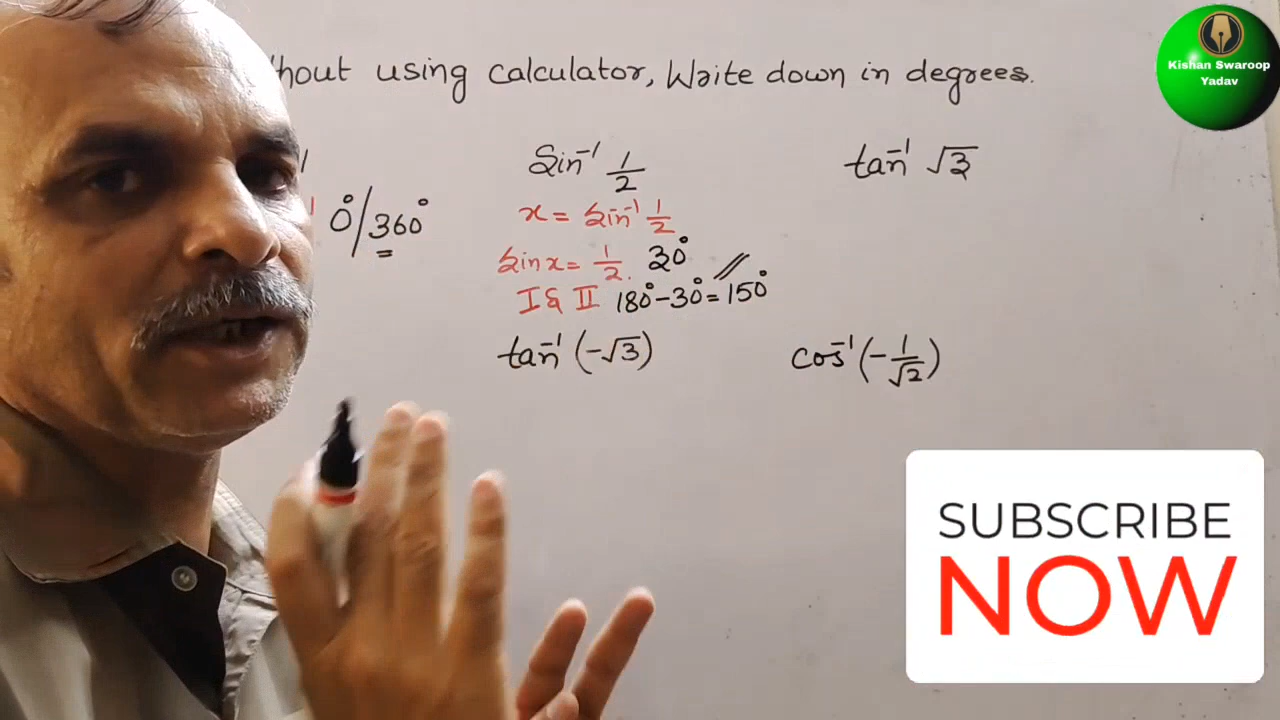 using calculator, Write down in degrees.
Kishan Swaroop
Yadav
Sin⁻¹ 1/2
tan⁻¹ √3
0°/360°
x = Sin⁻¹ 1/2
Sin x = 1/2. 30°
I & II 180° - 30° = 150°
tan⁻¹ (-√3)
cos⁻¹ (-1/√2)
SUBSCRIBE
NOW